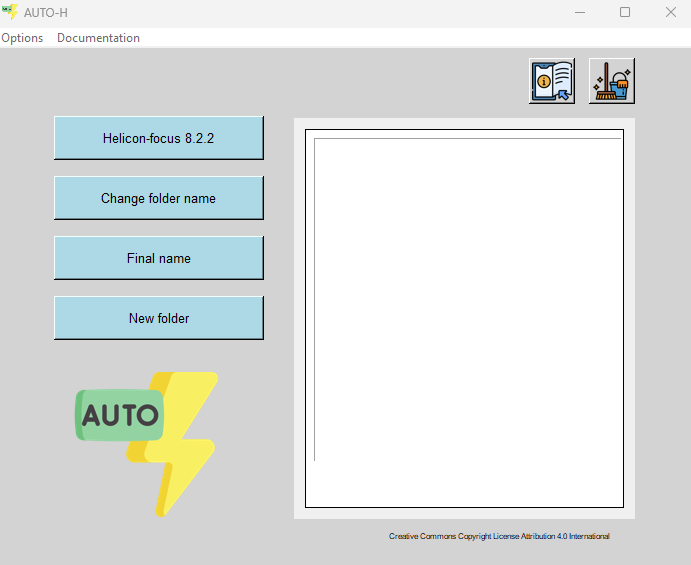 AUTO-H
Options Documentation
Helicon-focus 8.2.2
Change folder name
Final name
New folder
AUTO
Creative Commons Copyright License Attribution 4.0 International